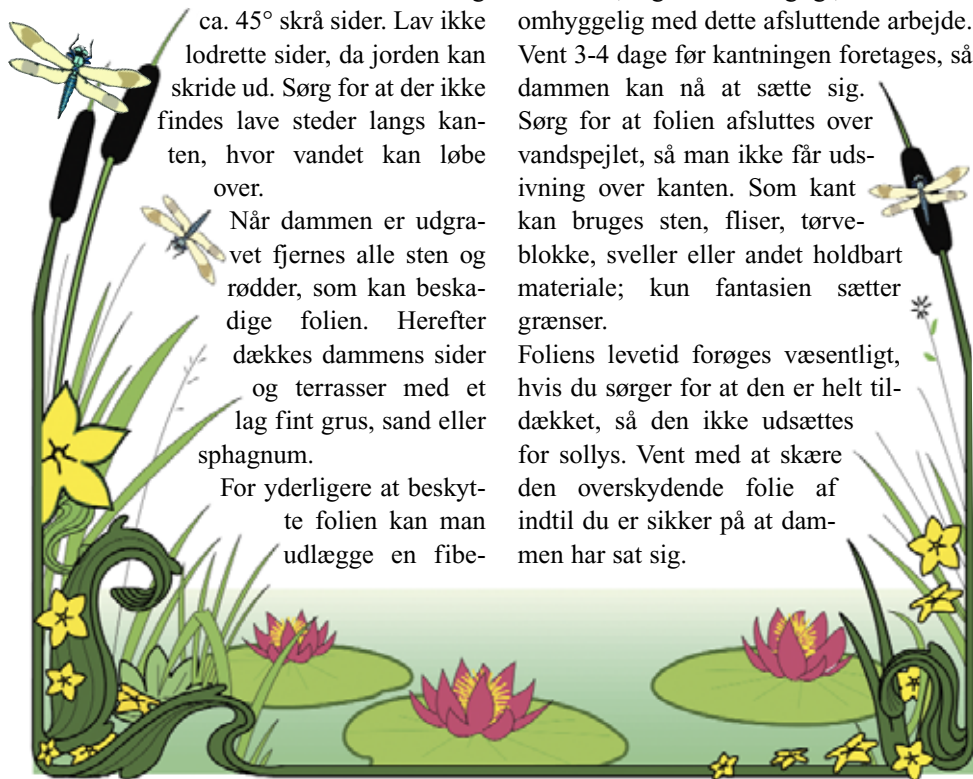 ca. 45° skrå sider. Lav ikke
lodrette sider, da jorden kan
skride ud. Sørg for at der ikke
findes lave steder langs kan-
ten, hvor vandet kan løbe
over.
Når dammen er udgra-
vet fjernes alle sten og
rødder, som kan beska-
dige folien. Herefter
dækkes dammens sider
og terrasser med et
lag fint grus, sand eller
sphagnum.
For yderligere at beskyt-
te folien kan man
udlægge en fibe-
omhyggelig med dette afsluttende arbejde.
Vent 3-4 dage før kantningen foretages, så
dammen kan nå at sætte sig.
Sørg for at folien afsluttes over
vandspejlet, så man ikke får uds-
ivning over kanten. Som kant
kan bruges sten, fliser, tørve-
blokke, sveller eller andet holdbart
materiale; kun fantasien sætter
grænser.
Foliens levetid forøges væsentligt,
hvis du sørger for at den er helt til-
dækket, så den ikke udsættes
for sollys. Vent med at skære
den overskydende folie af
indtil du er sikker på at dam-
men har sat sig.